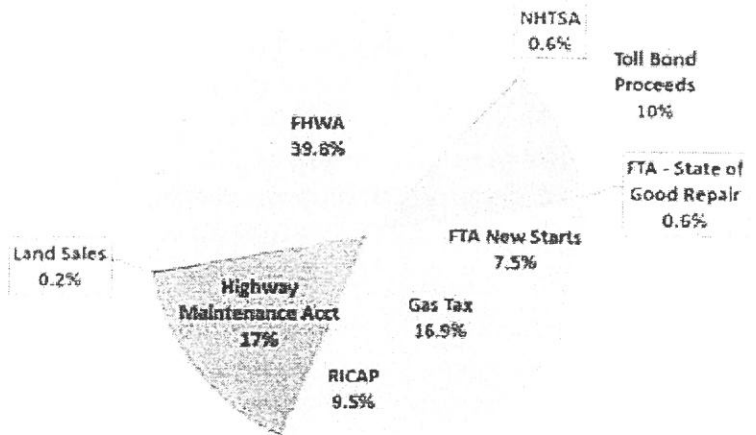 NHTSA
0.6%
Toll Bond
Proceeds
10%
FHWA
39.8%
FTA - State of
Good Repair
0.6%
FTA New Starts
7.5%
Land Sales
0.2%
Highway
Maintenance Acct
17%
Gas Tax
16.9%
RICAP
9.5%